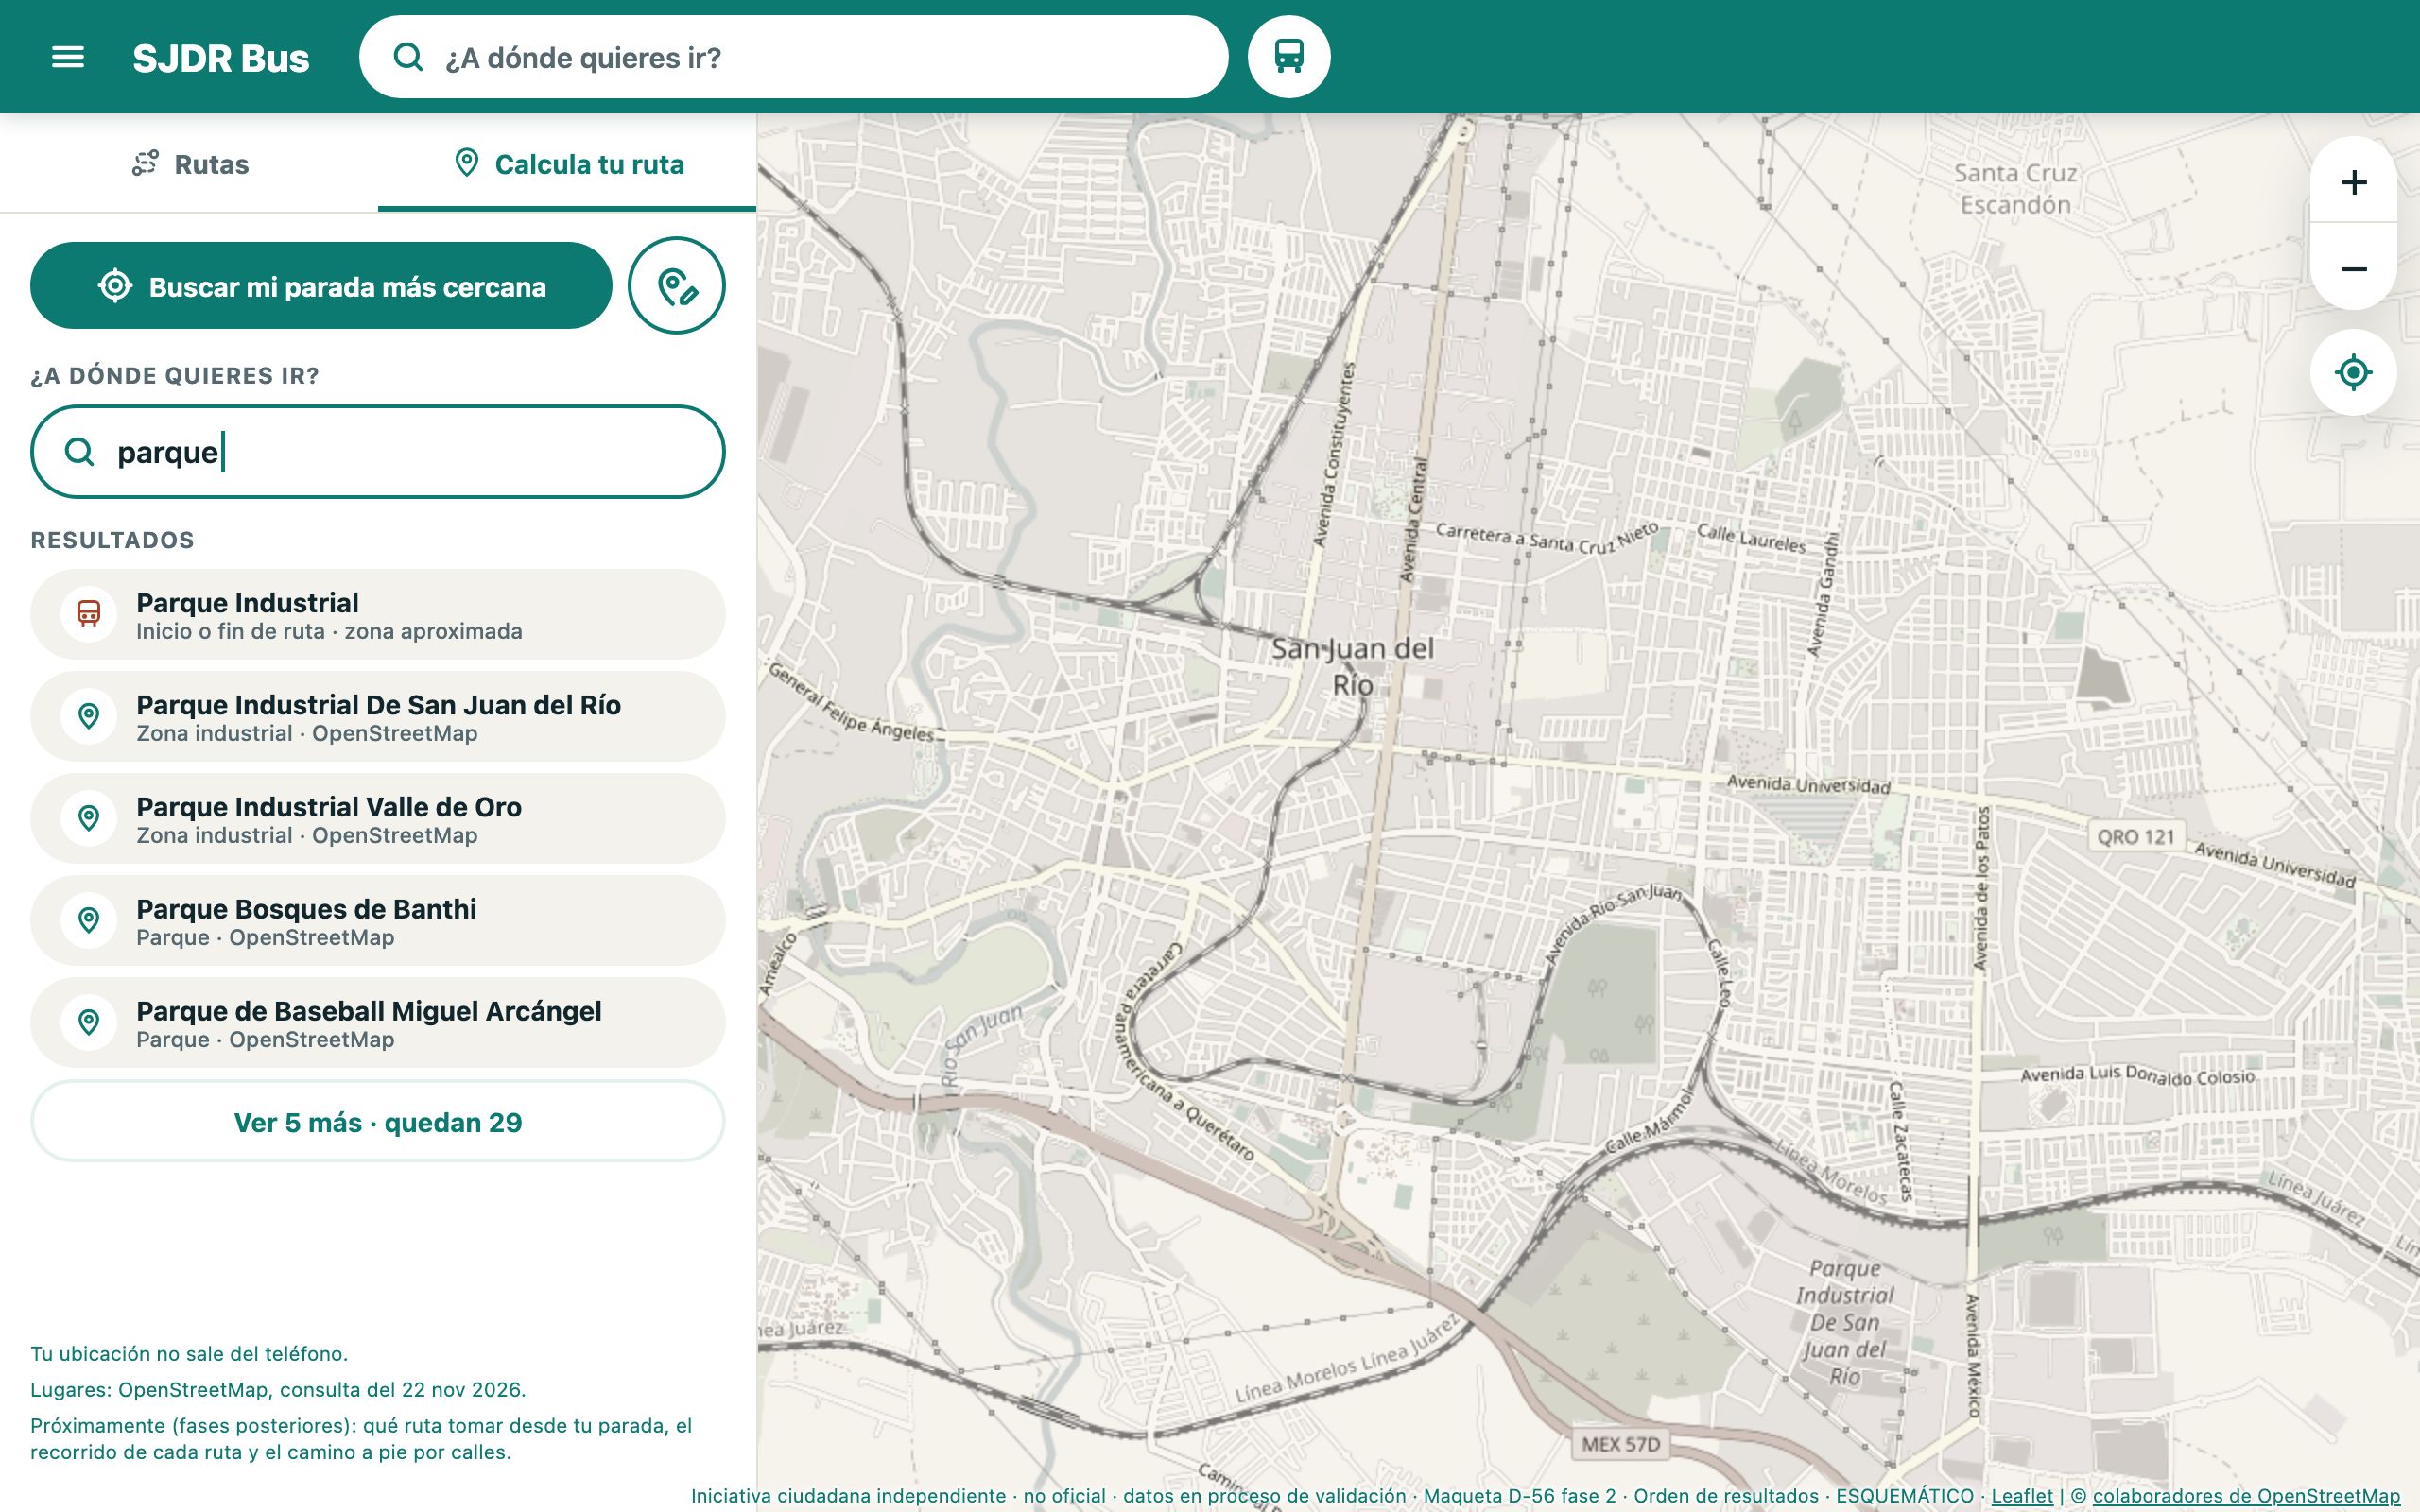 SJDR Bus
¿A dónde quieres ir?
Rutas
Calcula tu ruta
Buscar mi parada más cercana
¿A DÓNDE QUIERES IR?
parque
RESULTADOS
Parque Industrial
Inicio o fin de ruta · zona aproximada
Parque Industrial De San Juan del Río
Zona industrial · OpenStreetMap
Parque Industrial Valle de Oro
Zona industrial · OpenStreetMap
Parque Bosques de Banthi
Parque · OpenStreetMap
Parque de Baseball Miguel Arcángel
Parque · OpenStreetMap
Ver 5 más · quedan 29
Tu ubicación no sale del teléfono.
Lugares: OpenStreetMap, consulta del 22 nov 2026.
Próximamente (fases posteriores): qué ruta tomar desde tu parada, el
recorrido de cada ruta y el camino a pie por calles.
Santa Cruz
Escandón
+
−
Avenida Constituyentes
Avenida Central
Carretera a Santa Cruz Nieto
Calle Laureles
Avenida Gandhi
San Juan del
Río
General Felipe Ángeles
Avenida Universidad
QRO 121
Avenida Universidad
Avenida de los Patos
Avenida Río San Juan
Calle Leo
Amealco
Carretera Panamericana a Querétaro
Río San Juan
Avenida Luis Donaldo Colosio
Calle Zacatecas
Calle Mármol
Línea Morelos
Línea Juárez
Parque
Industrial
De San
Juan del
Río
Avenida México
nea Juárez
Línea Morelos Línea Juárez
MEX 57D
Iniciativa ciudadana independiente · no oficial · datos en proceso de validación · Maqueta D-56 fase 2 · Orden de resultados · ESQUEMÁTICO · Leaflet | © colaboradores de OpenStreetMap